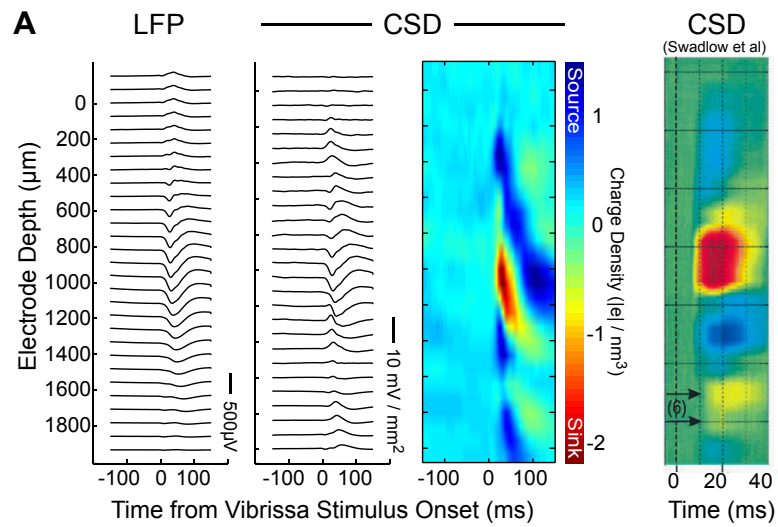 A
LFP
CSD
CSD
(Swadlow et al)
Electrode Depth (μm)
0
200
400
600
800
1000
1200
1400
1600
1800
500μV
10 mV / mm²
Source
Sink
1
0
-1
-2
Charge Density (|e| / nm³)
(6)
-100 0 100
-100 0 100
-100 0 100
0 20 40
Time from Vibrissa Stimulus Onset (ms)
Time (ms)